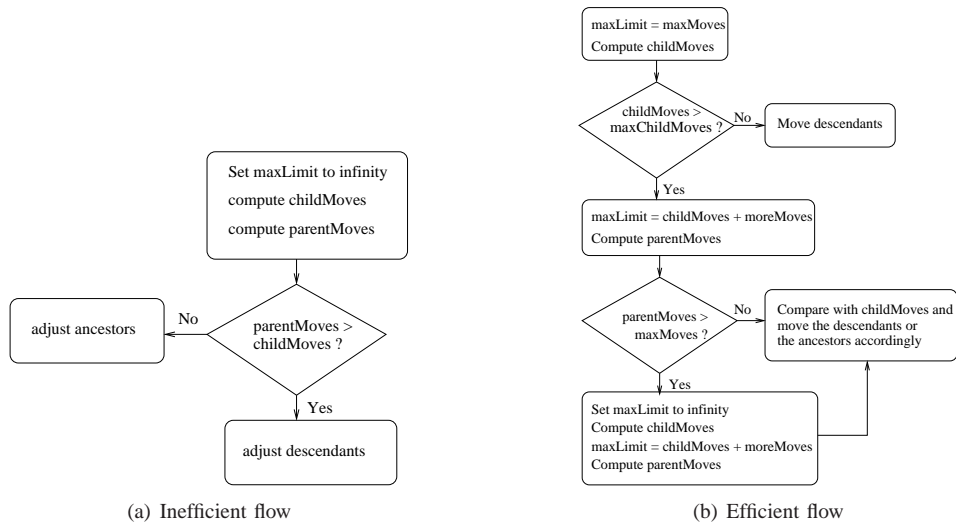 Set maxLimit to infinity
compute childMoves
compute parentMoves
parentMoves >
childMoves ?
No
adjust ancestors
Yes
adjust descendants
(a) Inefficient flow
maxLimit = maxMoves
Compute childMoves
childMoves >
maxChildMoves ?
No
Move descendants
Yes
maxLimit = childMoves + moreMoves
Compute parentMoves
parentMoves >
maxMoves ?
No
Compare with childMoves and
move the descendants or
the ancestors accordingly
Yes
Set maxLimit to infinity
Compute childMoves
maxLimit = childMoves + moreMoves
Compute parentMoves
(b) Efficient flow